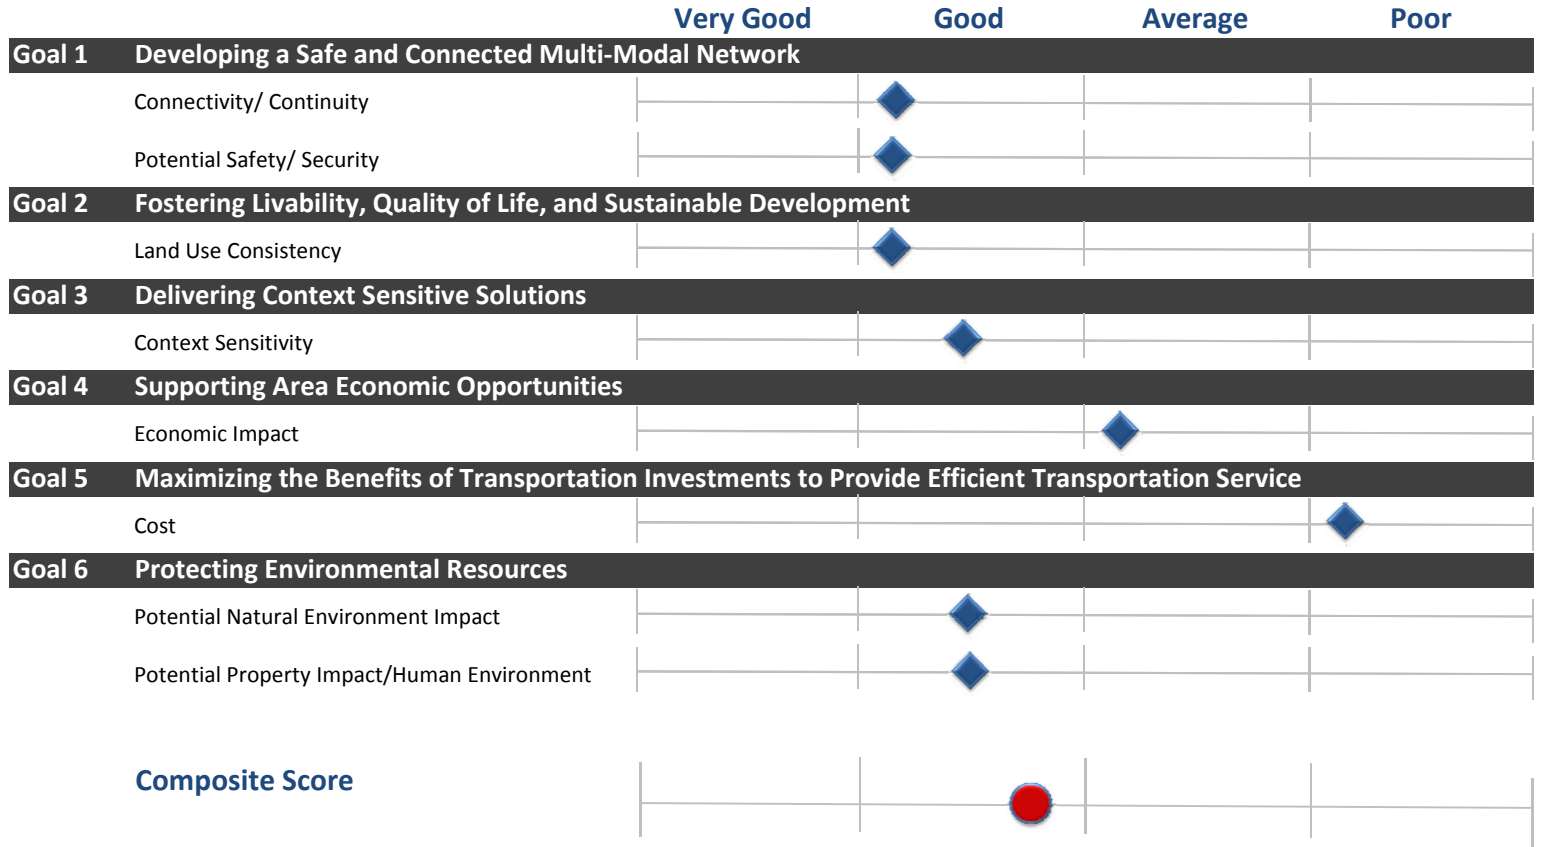 Very Good Good Average Poor
Goal 1 Developing a Safe and Connected Multi-Modal Network
Connectivity/ Continuity
Potential Safety/ Security
Goal 2 Fostering Livability, Quality of Life, and Sustainable Development
Land Use Consistency
Goal 3 Delivering Context Sensitive Solutions
Context Sensitivity
Goal 4 Supporting Area Economic Opportunities
Economic Impact
Goal 5 Maximizing the Benefits of Transportation Investments to Provide Efficient Transportation Service
Cost
Goal 6 Protecting Environmental Resources
Potential Natural Environment Impact
Potential Property Impact/Human Environment
Composite Score